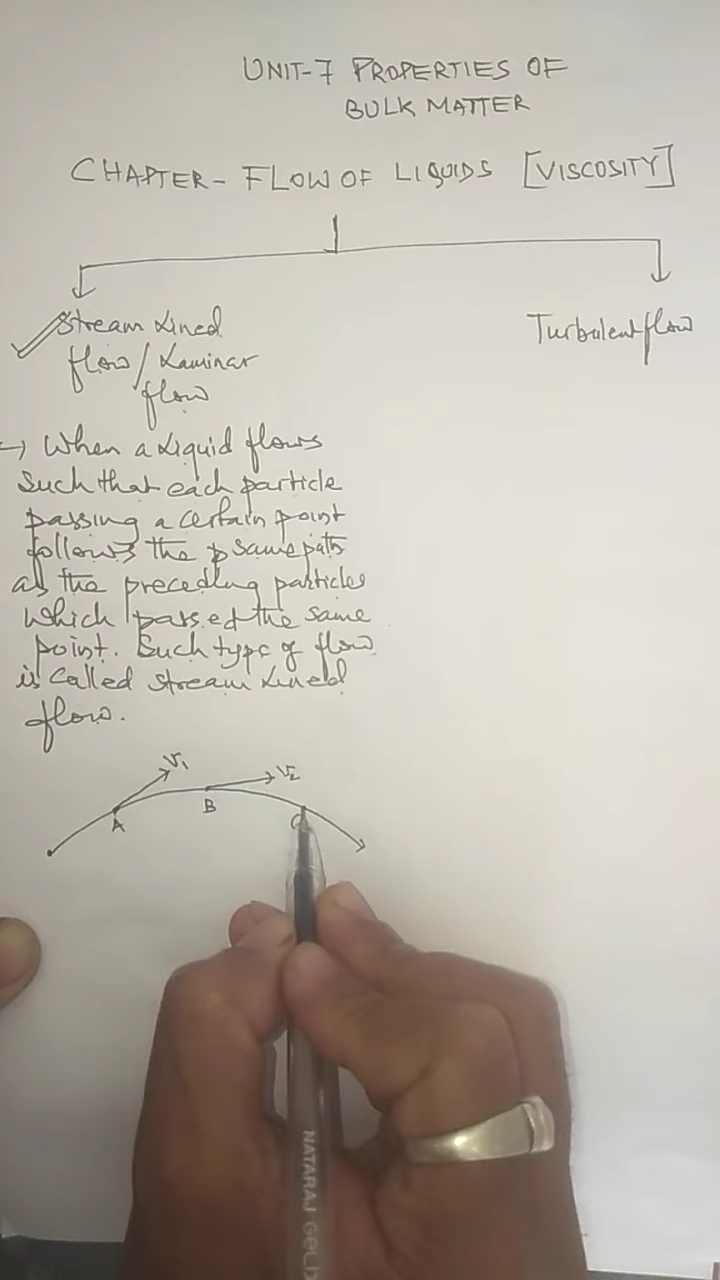 UNIT-7 PROPERTIES OF
BULK MATTER
CHAPTER- FLOW OF LIQUIDS [VISCOSITY]
Stream Lined
flow/Laminar
flow
Turbulent flow
→ When a Liquid flows
Such that each particle
passing a certain point
follows the same path
as the preceding particles
which passed the same
point. Such type of flow
is Called Stream Lined
flow.
V1
V2
A
B
NATARAJ GELD